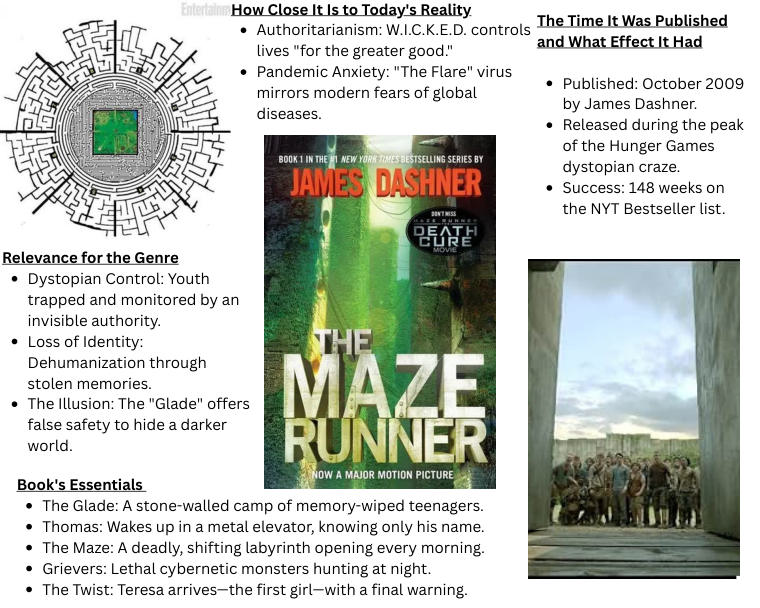 Entertainm
How Close It Is to Today's Reality
Authoritarianism: W.I.C.K.E.D. controls
lives "for the greater good."
Pandemic Anxiety: "The Flare" virus
mirrors modern fears of global
diseases.
The Time It Was Published
and What Effect It Had
Published: October 2009
by James Dashner.
Released during the peak
of the Hunger Games
dystopian craze.
Success: 148 weeks on
the NYT Bestseller list.
BOOK 1 IN THE #1 NEW YORK TIMES BESTSELLING SERIES BY
JAMES DASHNER
DON'T MISS
MAZE RUNNER
DEATH
CURE
MOVIE
THE
MAZE
RUNNER
NOW A MAJOR MOTION PICTURE
Relevance for the Genre
Dystopian Control: Youth
trapped and monitored by an
invisible authority.
Loss of Identity:
Dehumanization through
stolen memories.
The Illusion: The "Glade" offers
false safety to hide a darker
world.
Book's Essentials
The Glade: A stone-walled camp of memory-wiped teenagers.
Thomas: Wakes up in a metal elevator, knowing only his name.
The Maze: A deadly, shifting labyrinth opening every morning.
Grievers: Lethal cybernetic monsters hunting at night.
The Twist: Teresa arrives—the first girl—with a final warning.